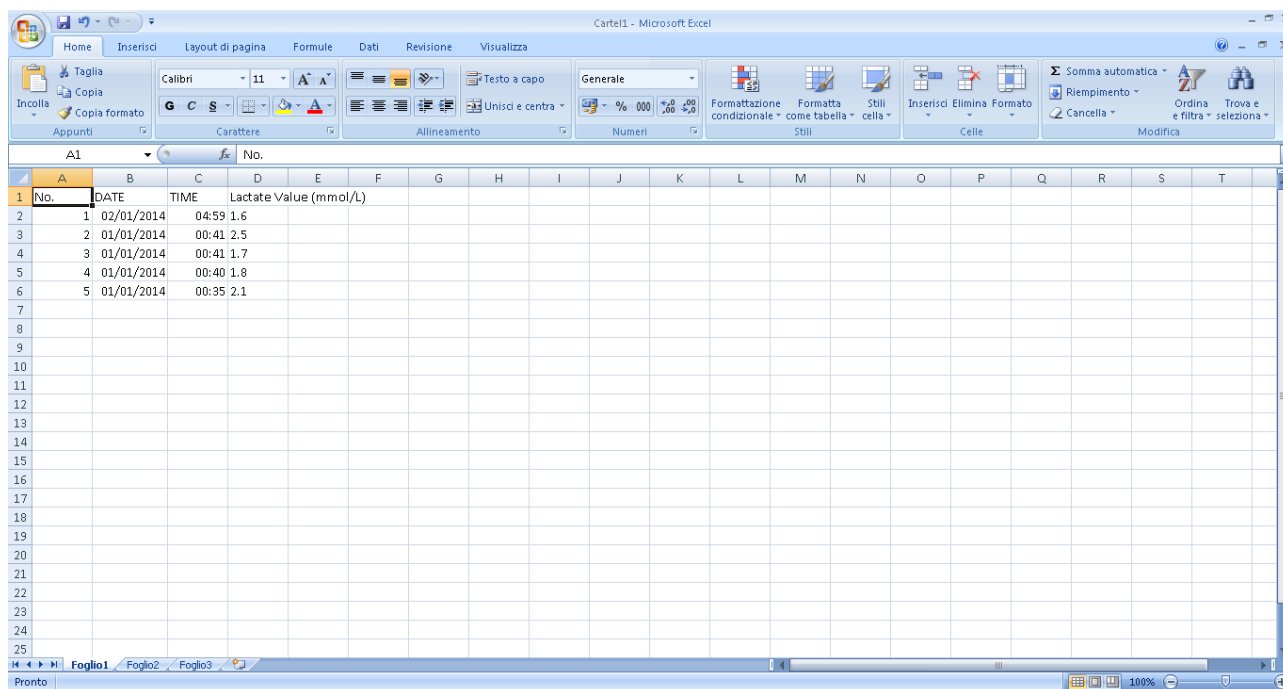 Cartel1 - Microsoft Excel
Home Inserisci Layout di pagina Formule Dati Revisione Visualizza
Taglia
Copia
Copia formato
Incolla
Appunti
Calibri 11 A A
G C S A
Carattere
Testo a capo
Unisci e centra
Allineamento
Generale
% 000 ,0 ,00 ,00 ,0
Numeri
Formattazione condizionale
Formatta come tabella
Stili cella
Stili
Inserisci Elimina Formato
Celle
Σ Somma automatica
Riempimento
Cancella
Ordina e filtra
Trova e seleziona
Modifica
A1 fx No.
A B C D E F G H I J K L M N O P Q R S T
1 No. DATE TIME Lactate Value (mmol/L)
2 1 02/01/2014 04:59 1.6
3 2 01/01/2014 00:41 2.5
4 3 01/01/2014 00:41 1.7
5 4 01/01/2014 00:40 1.8
6 5 01/01/2014 00:35 2.1
7
8
9
10
11
12
13
14
15
16
17
18
19
20
21
22
23
24
25
Foglio1 Foglio2 Foglio3
Pronto 100%